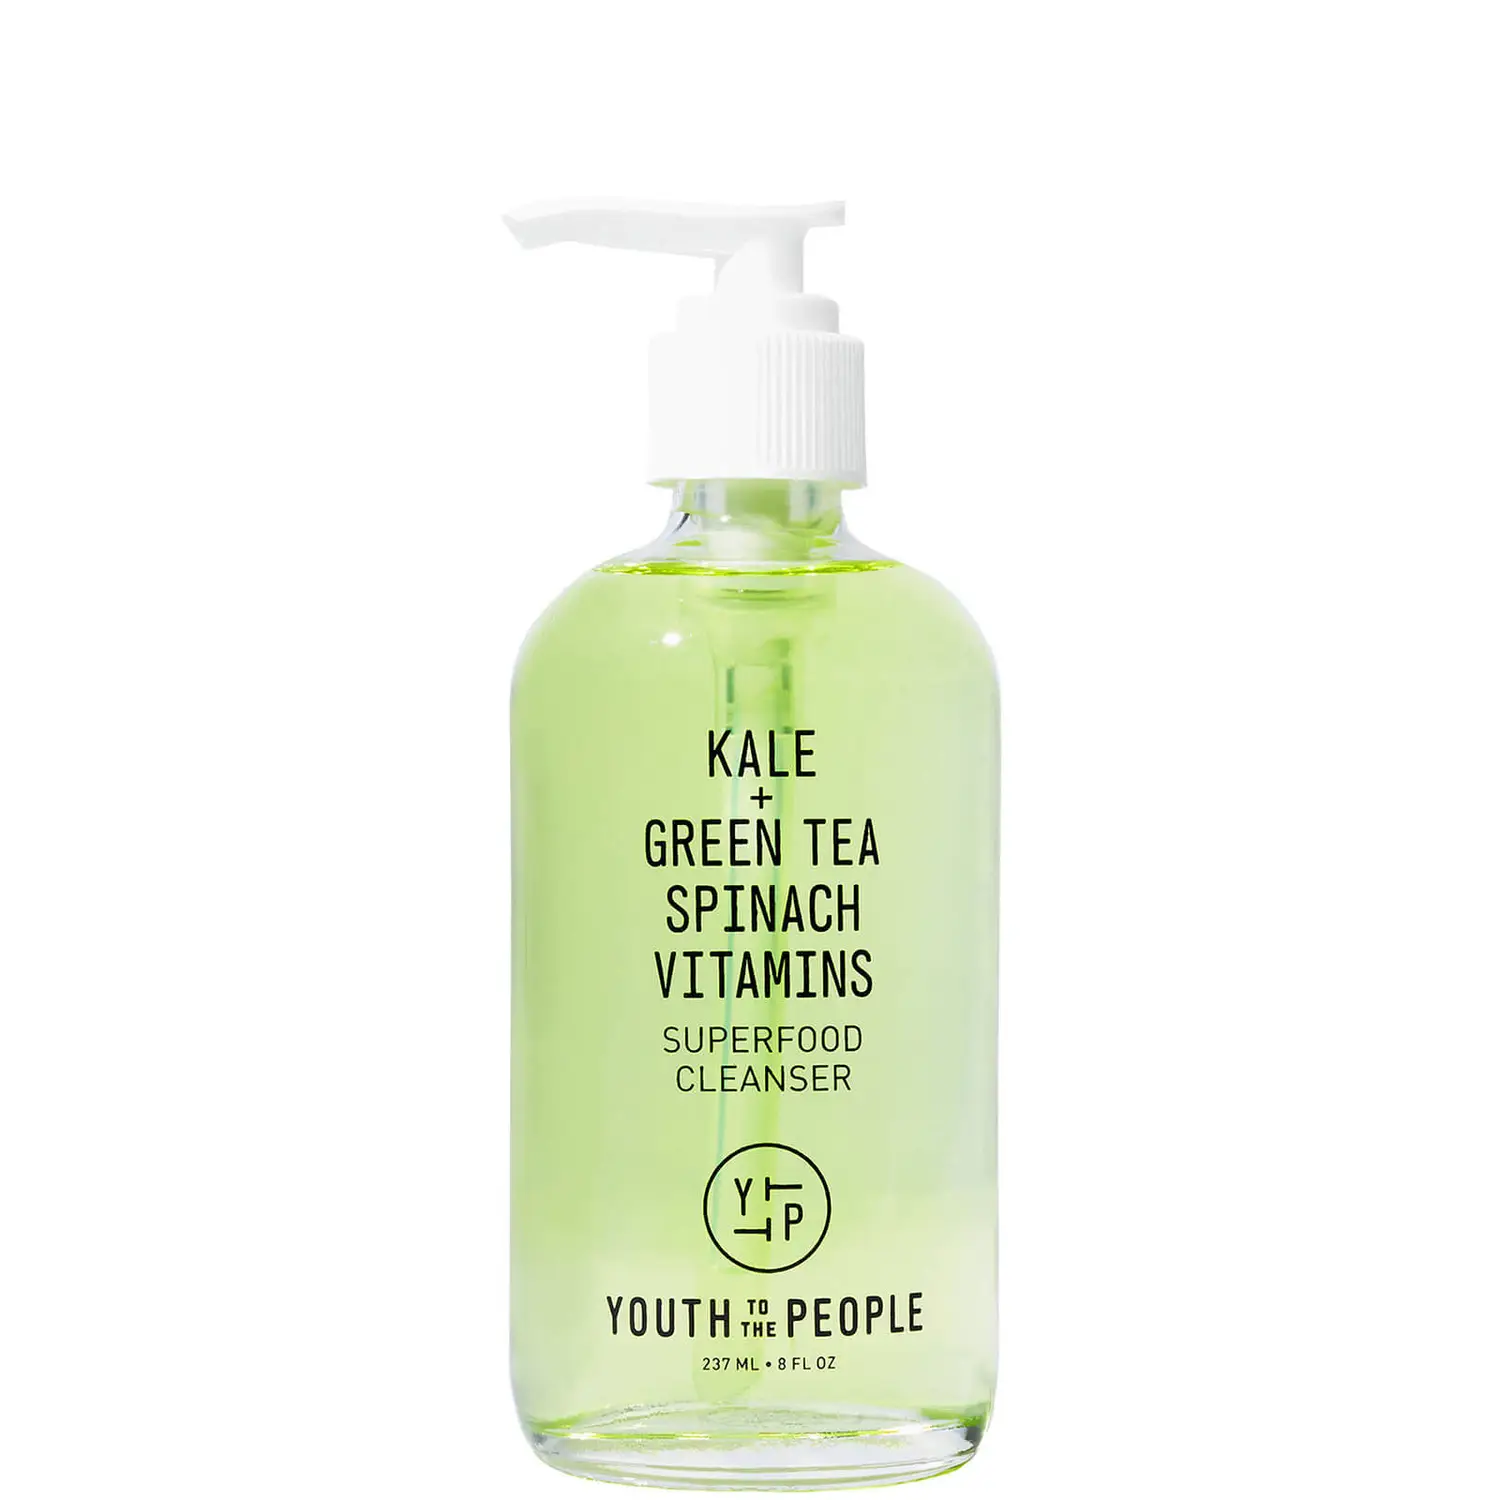 KALE
+
GREEN TEA
SPINACH
VITAMINS
SUPERFOOD
CLEANSER
YTTP
YOUTH TO THE PEOPLE
237 ML • 8 FL OZ